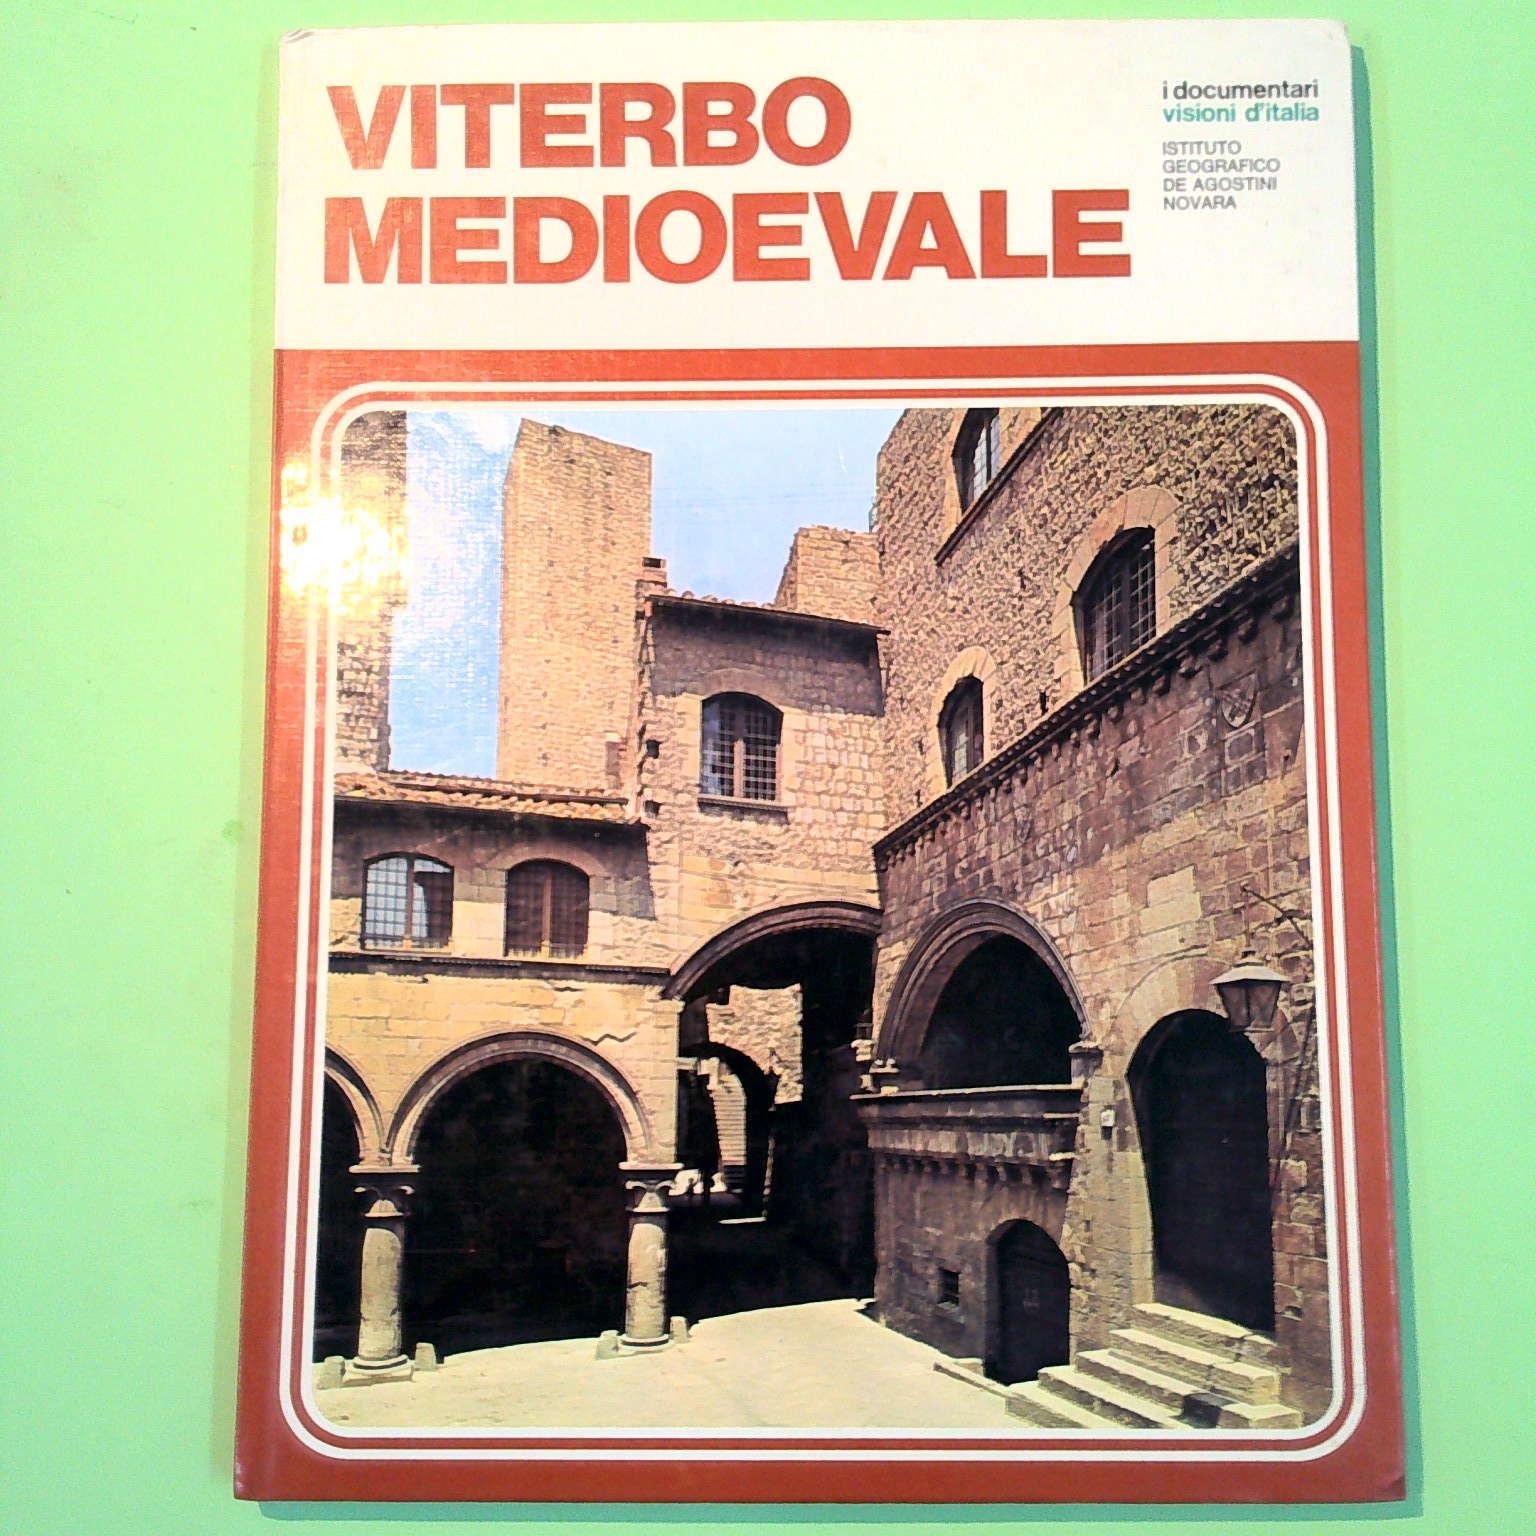 VITERBO
MEDIOEVALE
i documentari
visioni d'italia
ISTITUTO
GEOGRAFICO
DE AGOSTINI
NOVARA